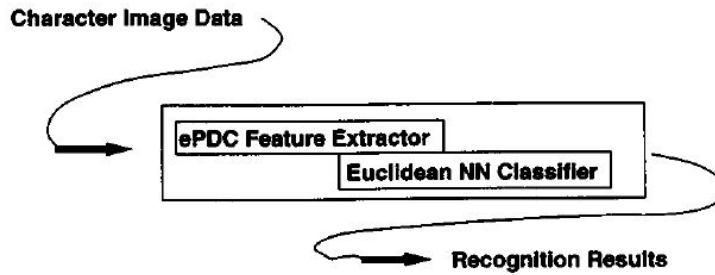 Character Image Data
ePDC Feature Extractor
Euclidean NN Classifier
Recognition Results